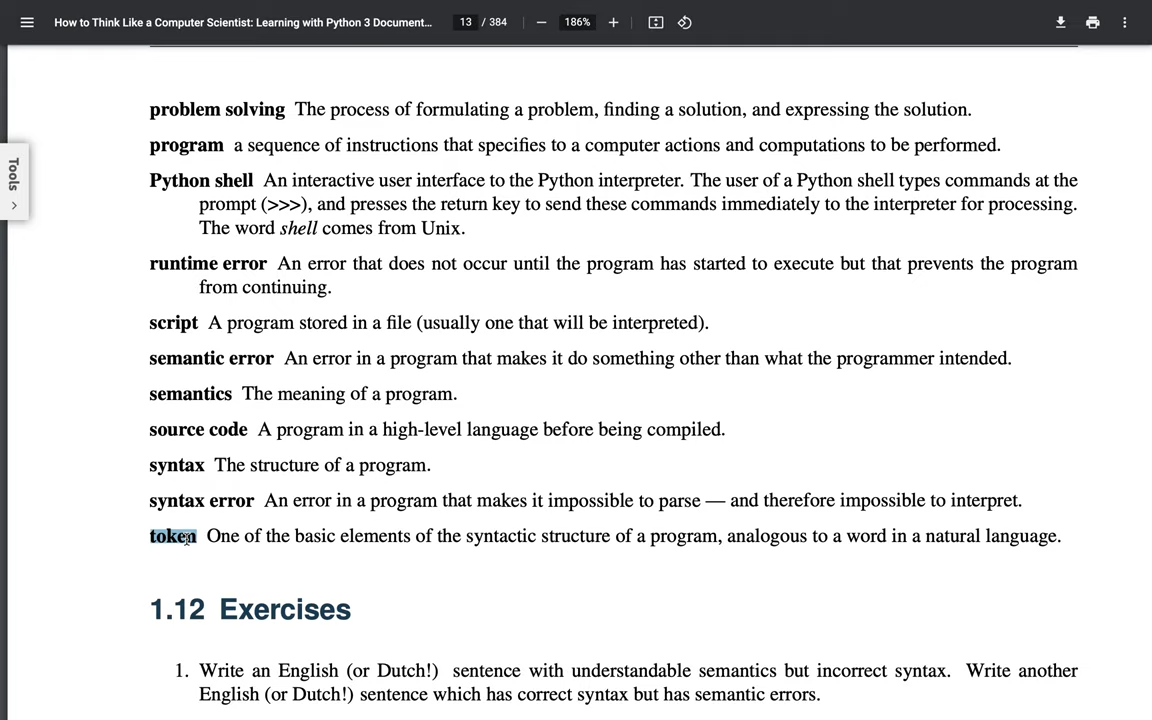 How to Think Like a Computer Scientist: Learning with Python 3 Document... 13 / 384 186%
problem solving The process of formulating a problem, finding a solution, and expressing the solution.
program a sequence of instructions that specifies to a computer actions and computations to be performed.
Python shell An interactive user interface to the Python interpreter. The user of a Python shell types commands at the
prompt (>>>), and presses the return key to send these commands immediately to the interpreter for processing.
The word shell comes from Unix.
Tools
runtime error An error that does not occur until the program has started to execute but that prevents the program
from continuing.
script A program stored in a file (usually one that will be interpreted).
semantic error An error in a program that makes it do something other than what the programmer intended.
semantics The meaning of a program.
source code A program in a high-level language before being compiled.
syntax The structure of a program.
syntax error An error in a program that makes it impossible to parse — and therefore impossible to interpret.
token One of the basic elements of the syntactic structure of a program, analogous to a word in a natural language.
1.12 Exercises
1. Write an English (or Dutch!) sentence with understandable semantics but incorrect syntax. Write another
English (or Dutch!) sentence which has correct syntax but has semantic errors.